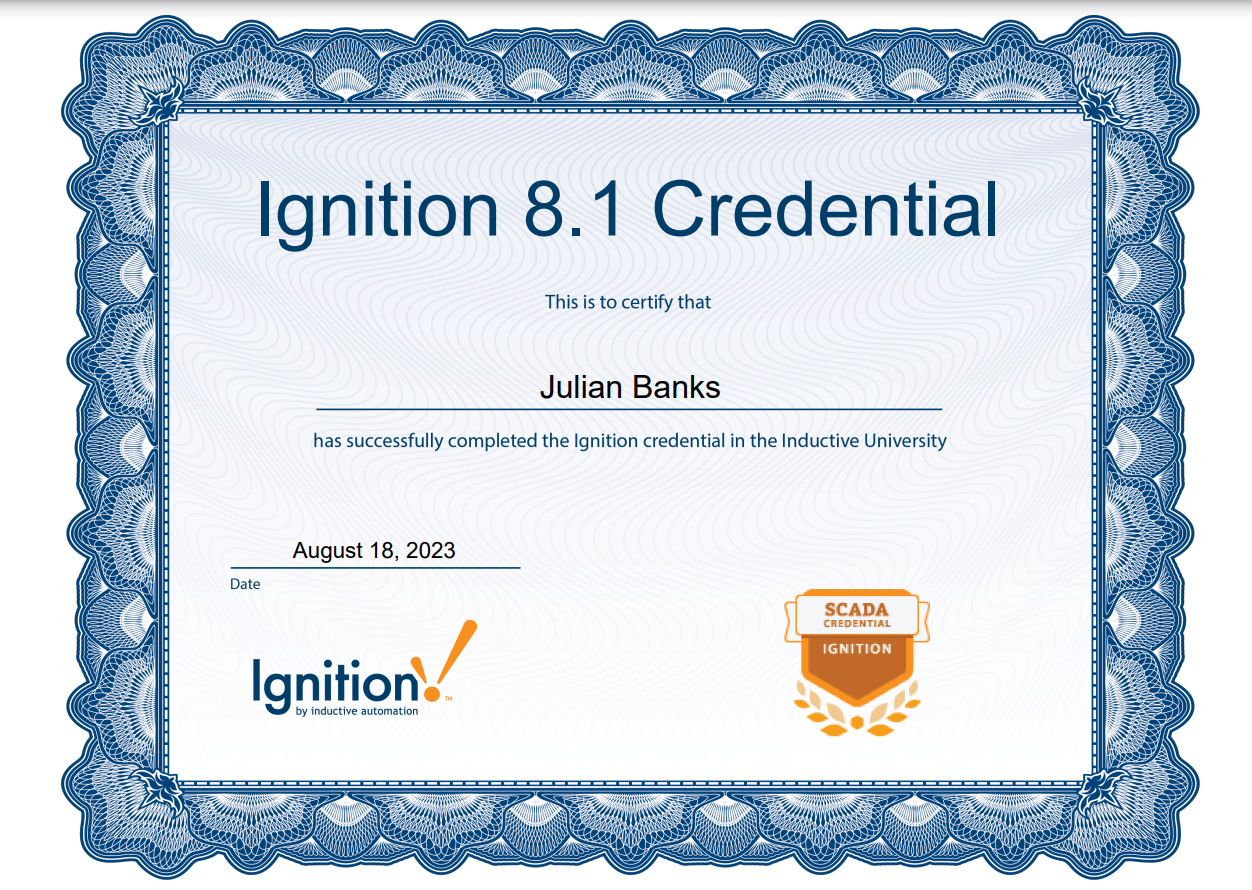 Ignition 8.1 Credential
This is to certify that
Julian Banks
has successfully completed the Ignition credential in the Inductive University
August 18, 2023
Date
Ignition!™
by inductive automation
SCADA
CREDENTIAL
IGNITION